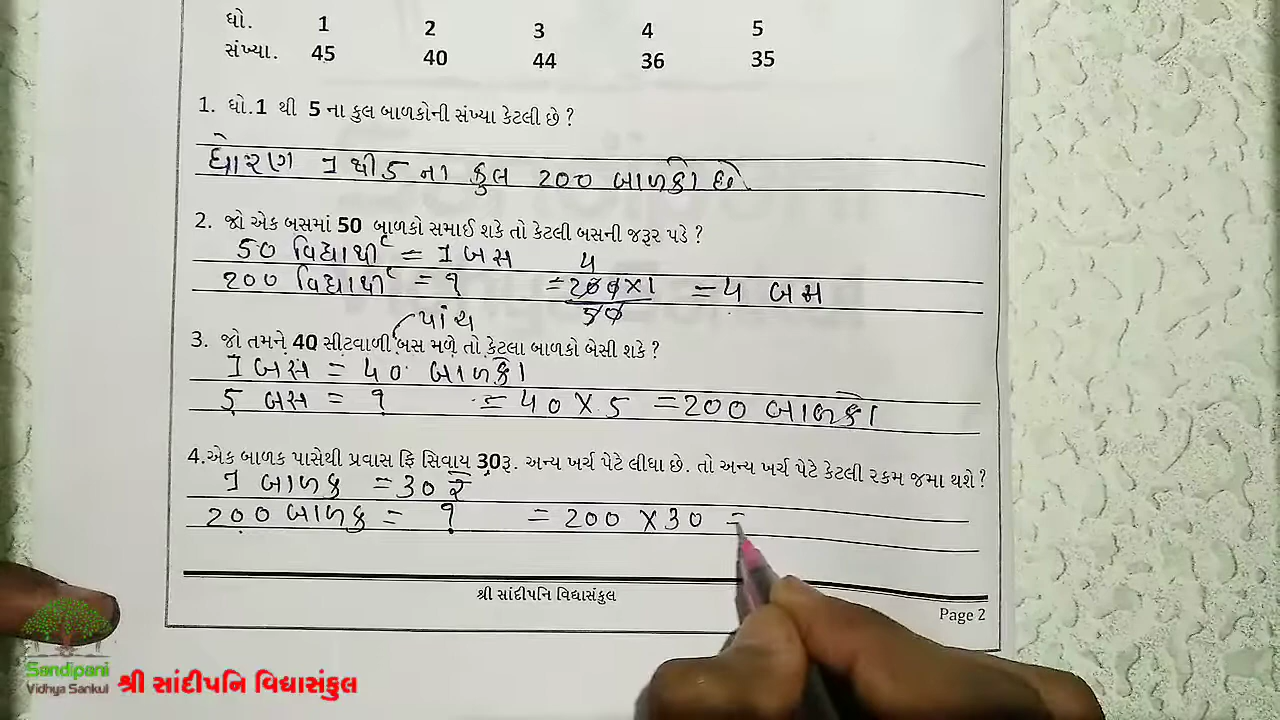 ધો. 1 2 3 4 5
સંખ્યા. 45 40 44 36 35
1. ધો.1 થી 5 ના કુલ બાળકોની સંખ્યા કેટલી છે ?
ધોરણ 1 થી 5 ના કુલ 200 બાળકો છે.
2. જો એક બસમાં 50 બાળકો સમાઈ શકે તો કેટલી બસની જરૂર પડે ?
50 વિદ્યાર્થી = 1 બસ 4
200 વિદ્યાર્થી = ? = 200 X 1 = 4 બસ
50
પાંચ
3. જો તમને 40 સીટવાળી બસ મળે તો કેટલા બાળકો બેસી શકે ?
1 બસ = 40 બાળકો
5 બસ = ? = 40 X 5 = 200 બાળકો
4.એક બાળક પાસેથી પ્રવાસ ફિ સિવાય 30રૂ. અન્ય ખર્ચ પેટે લીધા છે. તો અન્ય ખર્ચ પેટે કેટલી રકમ જમા થશે ?
1 બાળક = 30 ₹
200 બાળક = ? = 200 X 30 =
શ્રી સાંદીપનિ વિદ્યાસંકુલ
Page 2
Sandipani
Vidhya Sankul શ્રી સાંદીપનિ વિદ્યાસંકુલ